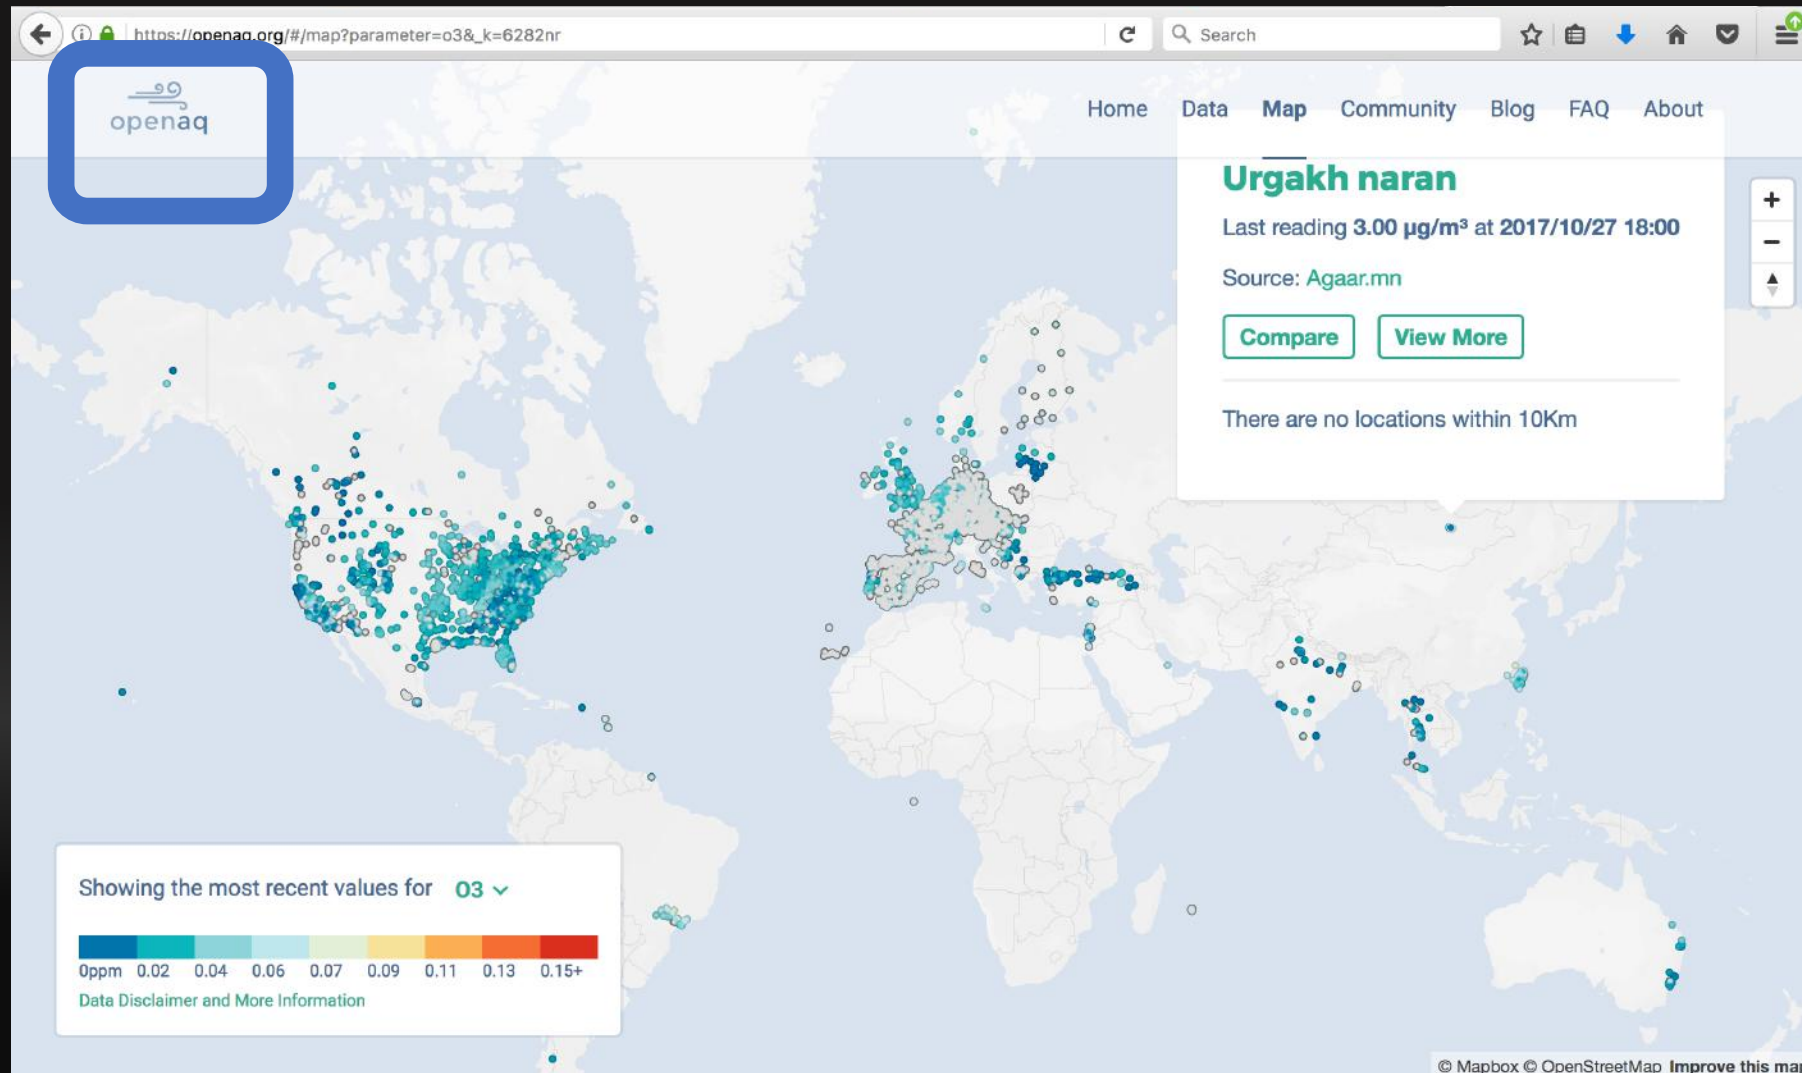 https://openaq.org/#/map?parameter=o3&_k=6282nr
Search
openaq
Home Data Map Community Blog FAQ About
Urgakh naran
Last reading 3.00 µg/m³ at 2017/10/27 18:00
Source: Agaar.mn
Compare View More
There are no locations within 10Km
+
−
Showing the most recent values for O3
0ppm 0.02 0.04 0.06 0.07 0.09 0.11 0.13 0.15+
Data Disclaimer and More Information
© Mapbox © OpenStreetMap Improve this map